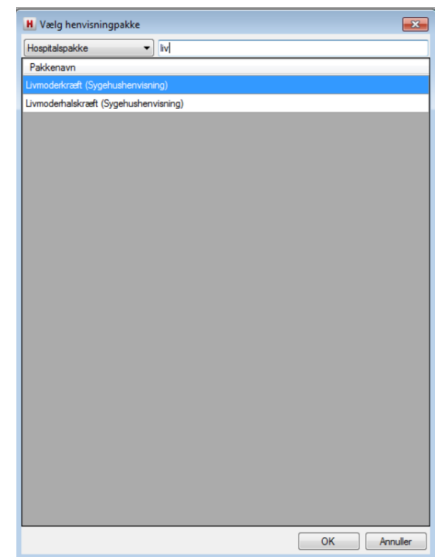 H Vælg henvisningpakke
Hospitalspakke liv
Pakkenavn
Livmoderkræft (Sygehushenvisning)
Livmoderhalskræft (Sygehushenvisning)
OK Annuller